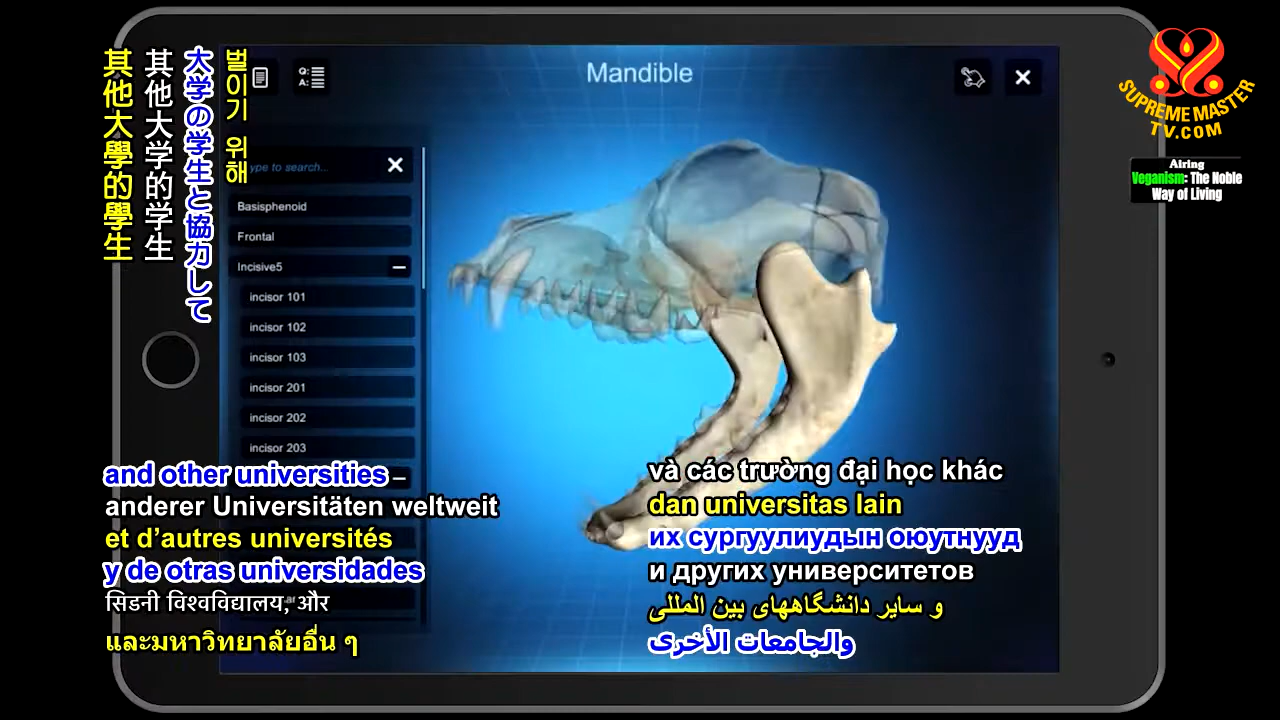 其他大學的學生
其他大学的学生
大学の学生と協力して
벌이기 위해
Q:
A:
Mandible
ype to search...
Basisphenoid
Frontal
Incisive5
incisor 101
incisor 102
incisor 103
incisor 201
incisor 202
incisor 203
SUPREME MASTER
TV.COM
Airing
Veganism: The Noble
Way of Living
and other universities –
anderer Universitäten weltweit
et d’autres universités
y de otras universidades
सिडनी विश्वविद्यालय, और
และมหาวิทยาลัยอื่น ๆ
và các trường đại học khác
dan universitas lain
их сургуулиудын оюутнууд
и других университетов
و سایر دانشگاههای بین المللی
والجامعات الأخرى